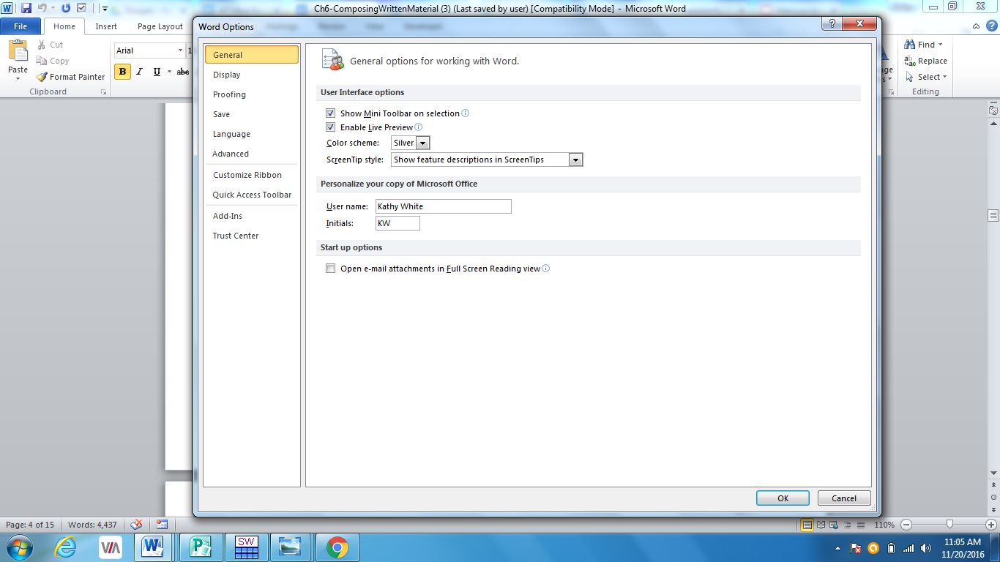 Ch6-ComposingWrittenMaterial (3) (Last saved by user) [Compatibility Mode] - Microsoft Word
File Home Insert Page Layout
Word Options
Cut
Copy
Paste
Format Painter
Clipboard
Arial
B I U abc
Find
Replace
Select
Editing
General
Display
Proofing
Save
Language
Advanced
Customize Ribbon
Quick Access Toolbar
Add-Ins
Trust Center
General options for working with Word.
User Interface options
Show Mini Toolbar on selection
Enable Live Preview
Color scheme: Silver
ScreenTip style: Show feature descriptions in ScreenTips
Personalize your copy of Microsoft Office
User name: Kathy White
Initials: KW
Start up options
Open e-mail attachments in Full Screen Reading view
OK Cancel
Page: 4 of 15 Words: 4,437
110%
VIA
SW
11:05 AM
11/20/2016